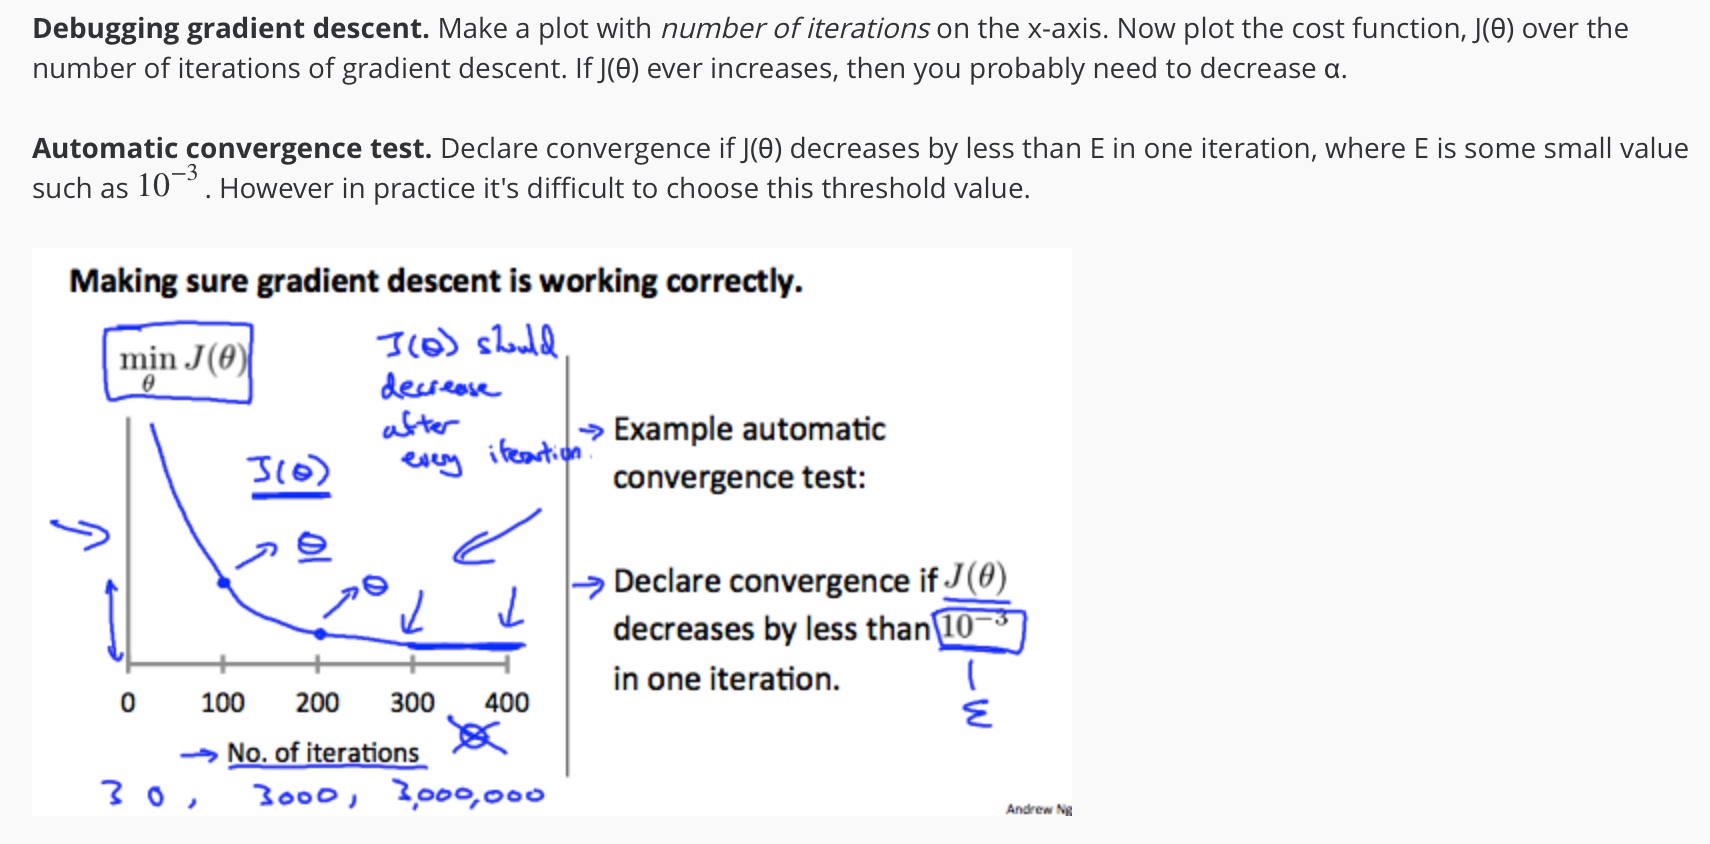 Debugging gradient descent. Make a plot with number of iterations on the x-axis. Now plot the cost function, J(θ) over the
number of iterations of gradient descent. If J(θ) ever increases, then you probably need to decrease α.
Automatic convergence test. Declare convergence if J(θ) decreases by less than E in one iteration, where E is some small value
such as 10⁻³ . However in practice it's difficult to choose this threshold value.
Making sure gradient descent is working correctly.
min J(θ)
θ
J(θ) should
decrease
after
every iteration.
J(θ)
θ
θ
0 100 200 300 400
→ No. of iterations
30, 3000, 3,000,000
→ Example automatic
convergence test:
→ Declare convergence if J(θ)
decreases by less than 10⁻³
in one iteration.
ε
Andrew Ng